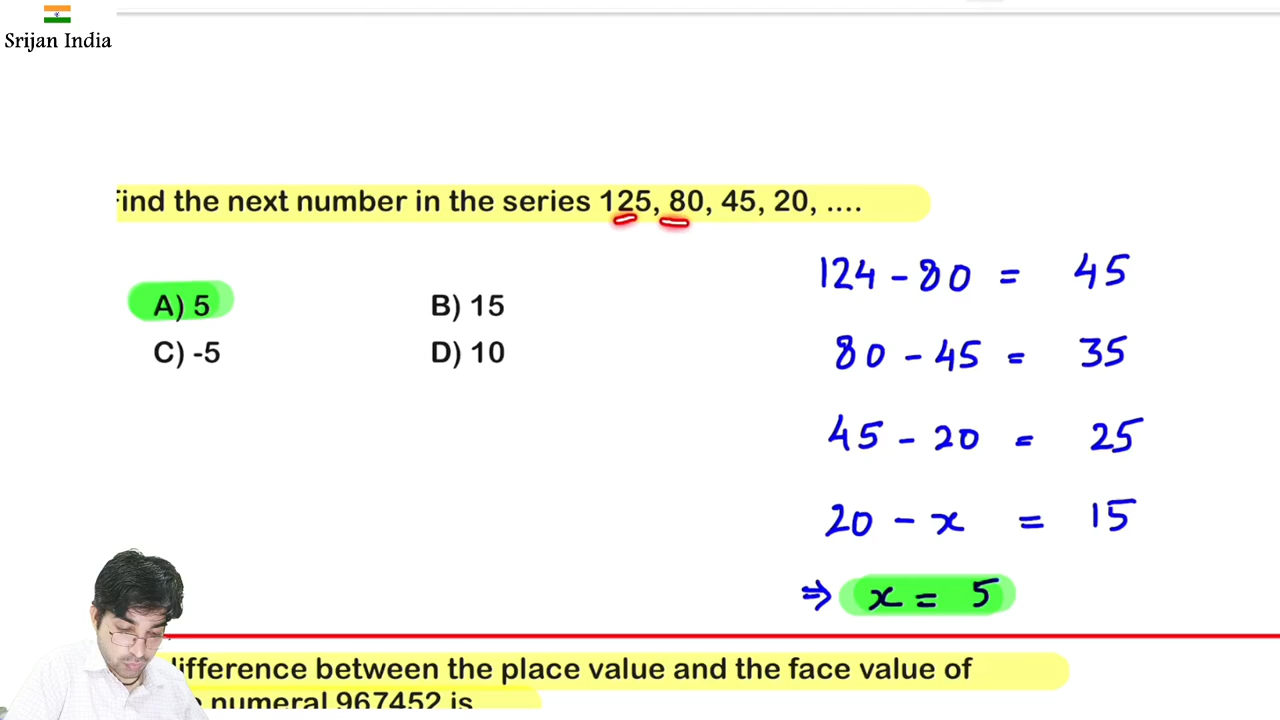 Srijan India
Find the next number in the series 125, 80, 45, 20, ....
A) 5
B) 15
C) -5
D) 10
124 - 80 = 45
80 - 45 = 35
45 - 20 = 25
20 - x = 15
⇒ x = 5
difference between the place value and the face value of
numeral 967452 is